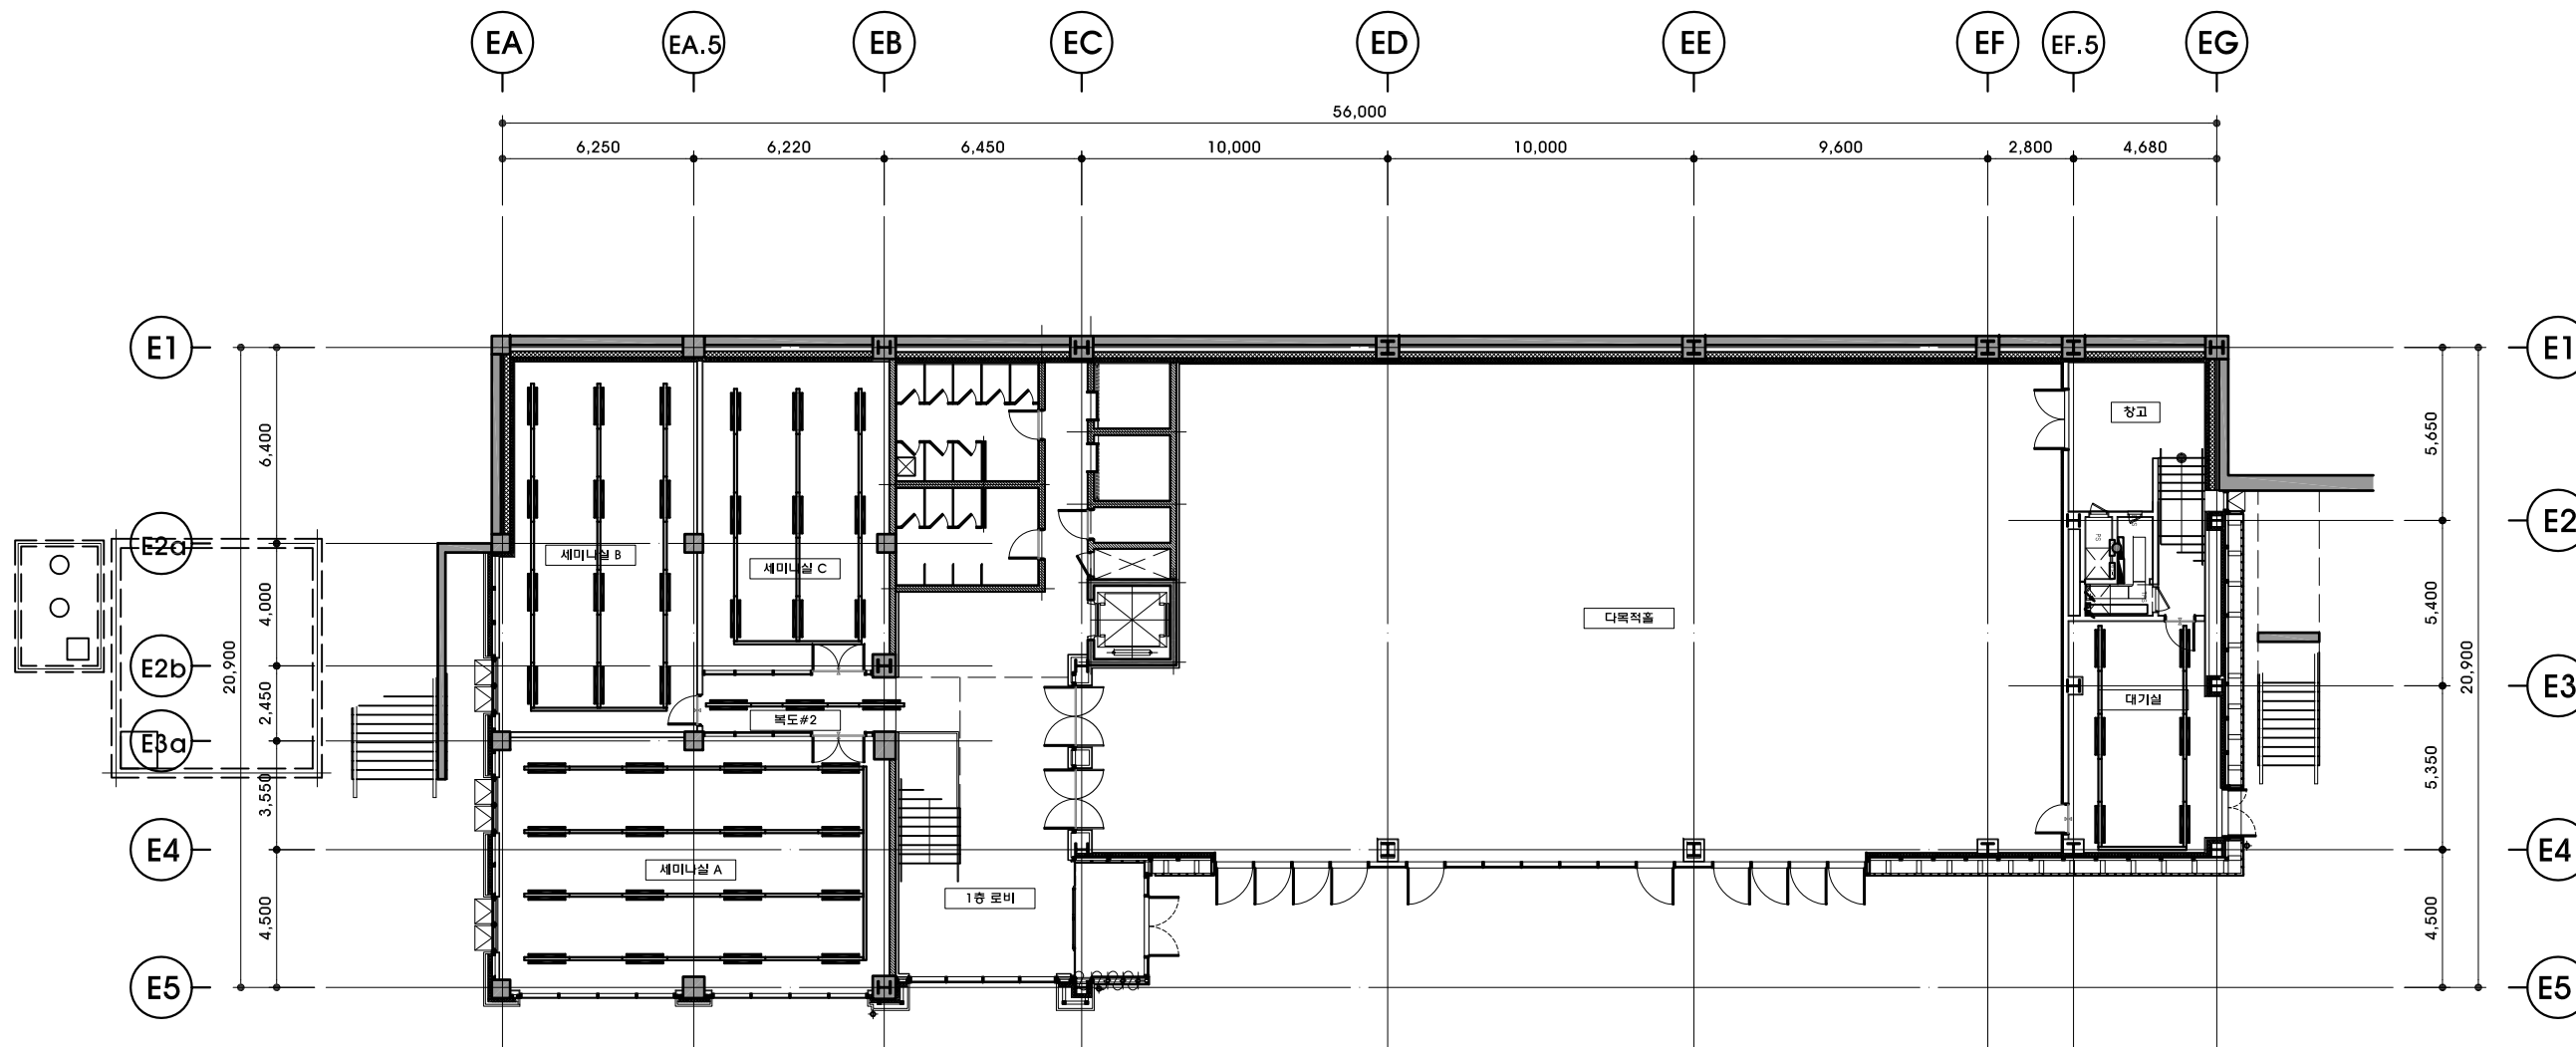 EA EA.5 EB EC ED EE EF EF.5 EG
56,000
6,250 6,220 6,450 10,000 10,000 9,600 2,800 4,680
E1 E1
창고
6,400 5,650
E2a E2
세미나실 B
세미나실 C
4,000 5,400
다목적홀
20,900 20,900
E2b E3
대기실
2,450
복도#2
E3a
3,550 5,350
E4 E4
세미나실 A
1층 로비
4,500 4,500
E5 E5